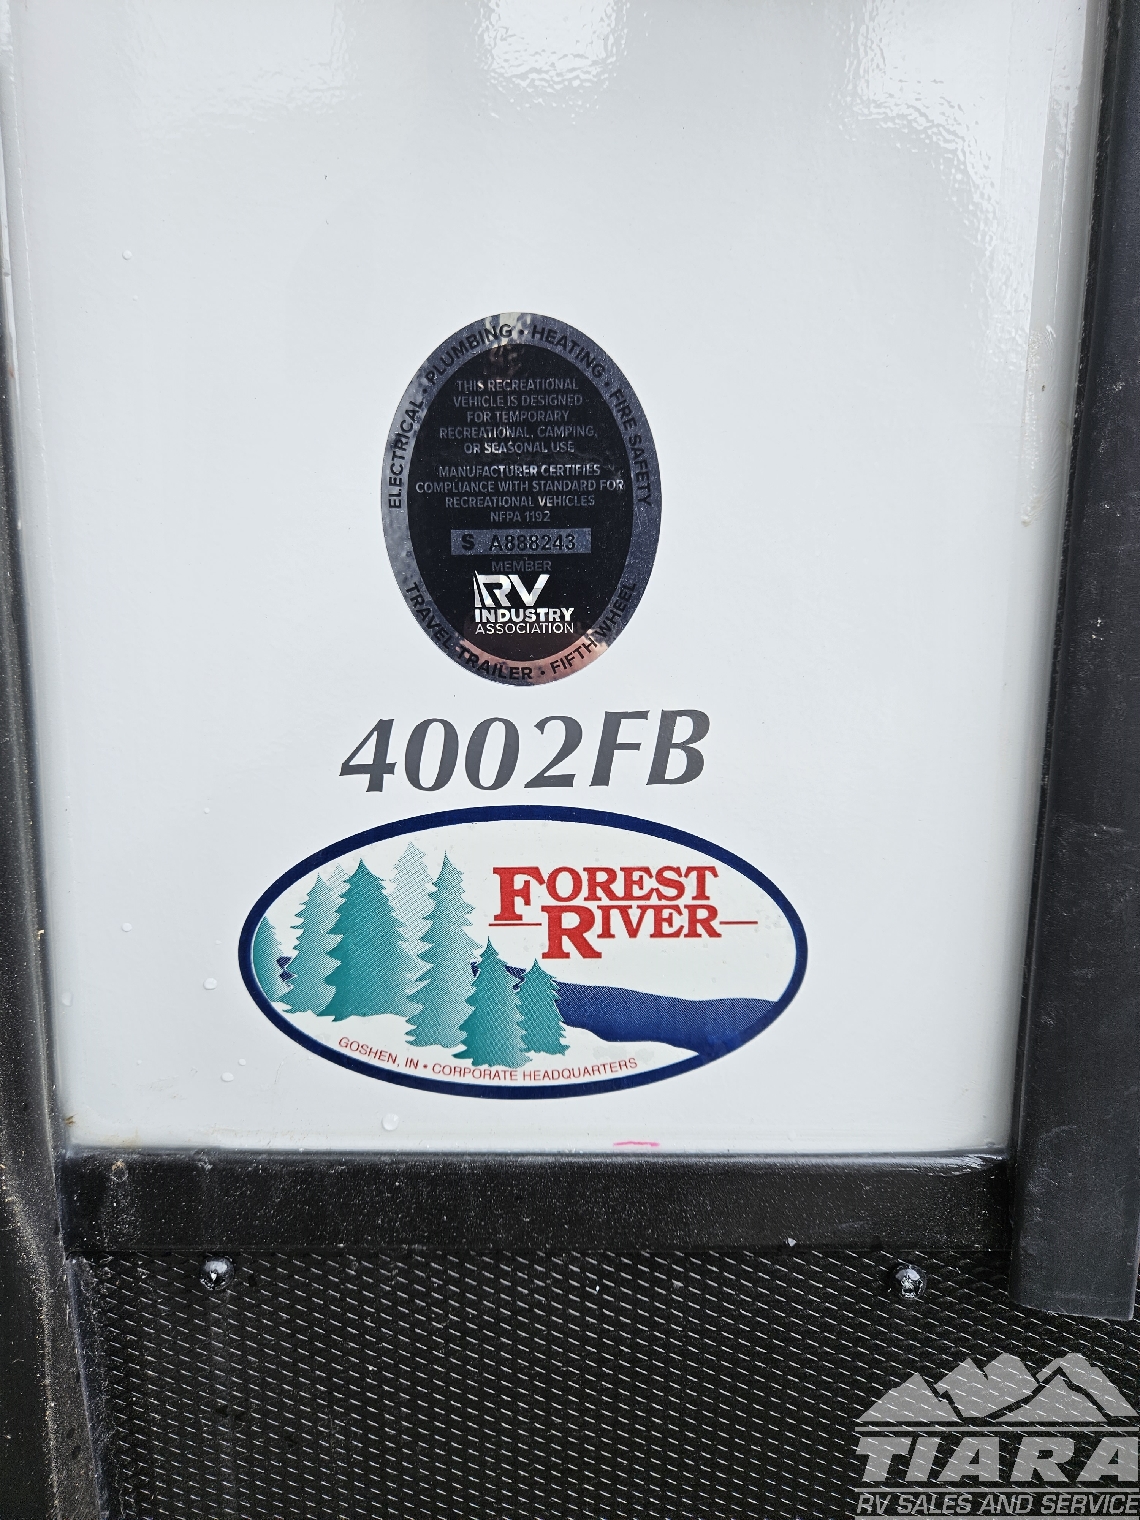 ELECTRICAL • PLUMBING • HEATING • FIRE SAFETY
THIS RECREATIONAL
VEHICLE IS DESIGNED
FOR TEMPORARY
RECREATIONAL, CAMPING,
OR SEASONAL USE
MANUFACTURER CERTIFIES
COMPLIANCE WITH STANDARD FOR
RECREATIONAL VEHICLES
NFPA 1192
S A888243
MEMBER
RV
INDUSTRY
ASSOCIATION
• TRAVEL TRAILER • FIFTH WHEEL •
4002FB
FOREST
RIVER
GOSHEN, IN • CORPORATE HEADQUARTERS
TIARA
RV SALES AND SERVICE